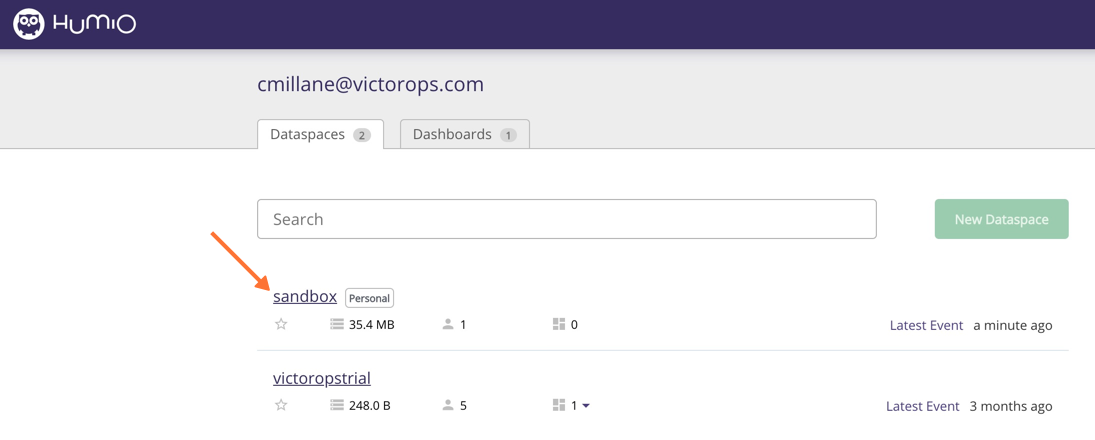 HUMIO
cmillane@victorops.com
Dataspaces 2 Dashboards 1
Search New Dataspace
sandbox Personal
35.4 MB 1 0 Latest Event a minute ago
victoropstrial
248.0 B 5 1 Latest Event 3 months ago